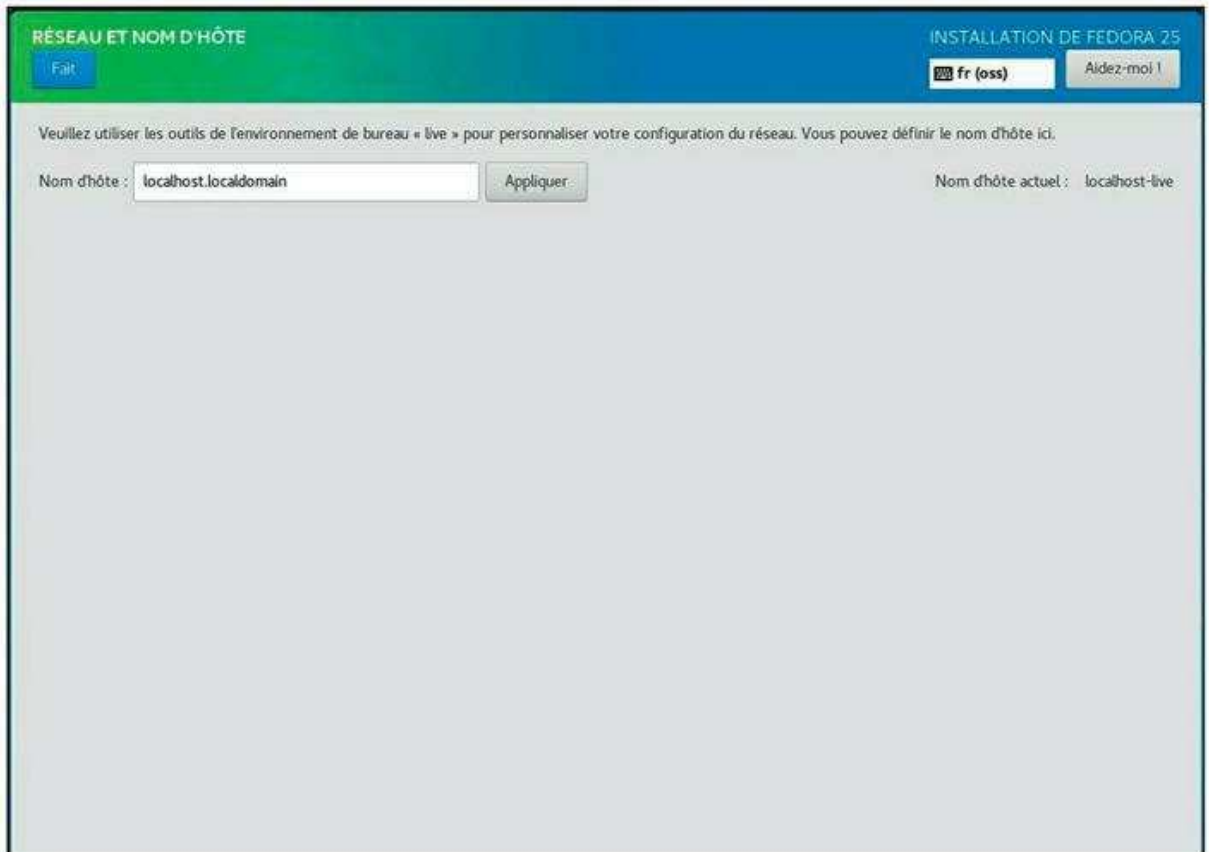 RÉSEAU ET NOM D'HÔTE
INSTALLATION DE FEDORA 25
Fait
fr (oss)
Aidez-moi !
Veuillez utiliser les outils de l'environnement de bureau « live » pour personnaliser votre configuration du réseau. Vous pouvez définir le nom d'hôte ici.
Nom d'hôte : localhost.localdomain Appliquer Nom d'hôte actuel : localhost-live